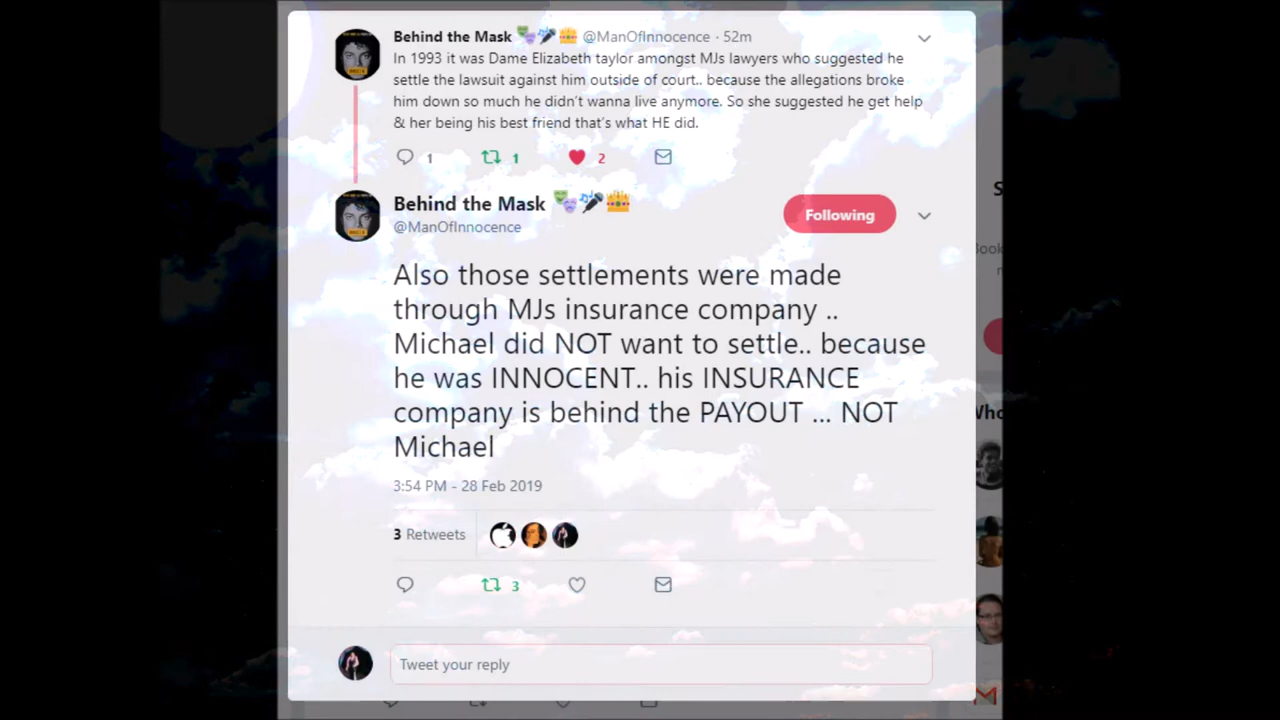 Behind the Mask @ManOfInnocence · 52m
In 1993 it was Dame Elizabeth taylor amongst MJs lawyers who suggested he
settle the lawsuit against him outside of court.. because the allegations broke
him down so much he didn't wanna live anymore. So she suggested he get help
& her being his best friend that's what HE did.
1 1 2
Behind the Mask
@ManOfInnocence
Following
Also those settlements were made
through MJs insurance company ..
Michael did NOT want to settle.. because
he was INNOCENT.. his INSURANCE
company is behind the PAYOUT ... NOT
Michael
3:54 PM - 28 Feb 2019
3 Retweets
3
Tweet your reply